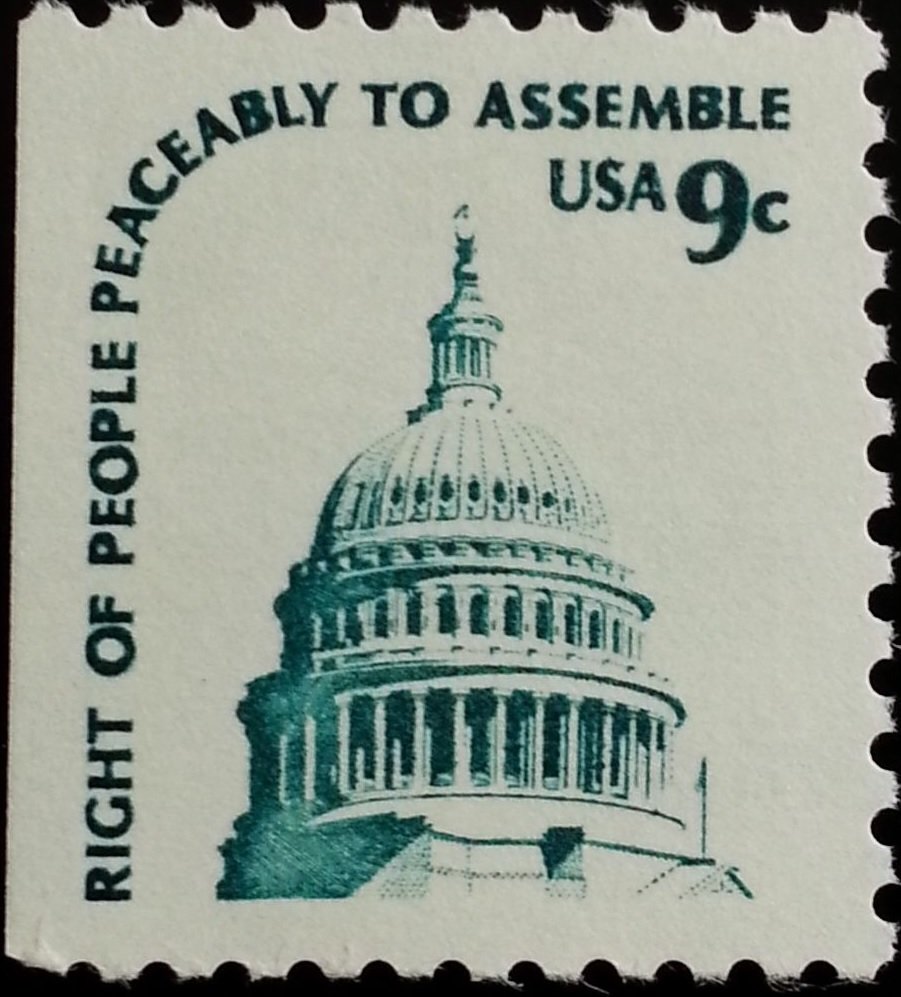 RIGHT OF PEOPLE PEACEABLY TO ASSEMBLE
USA 9c